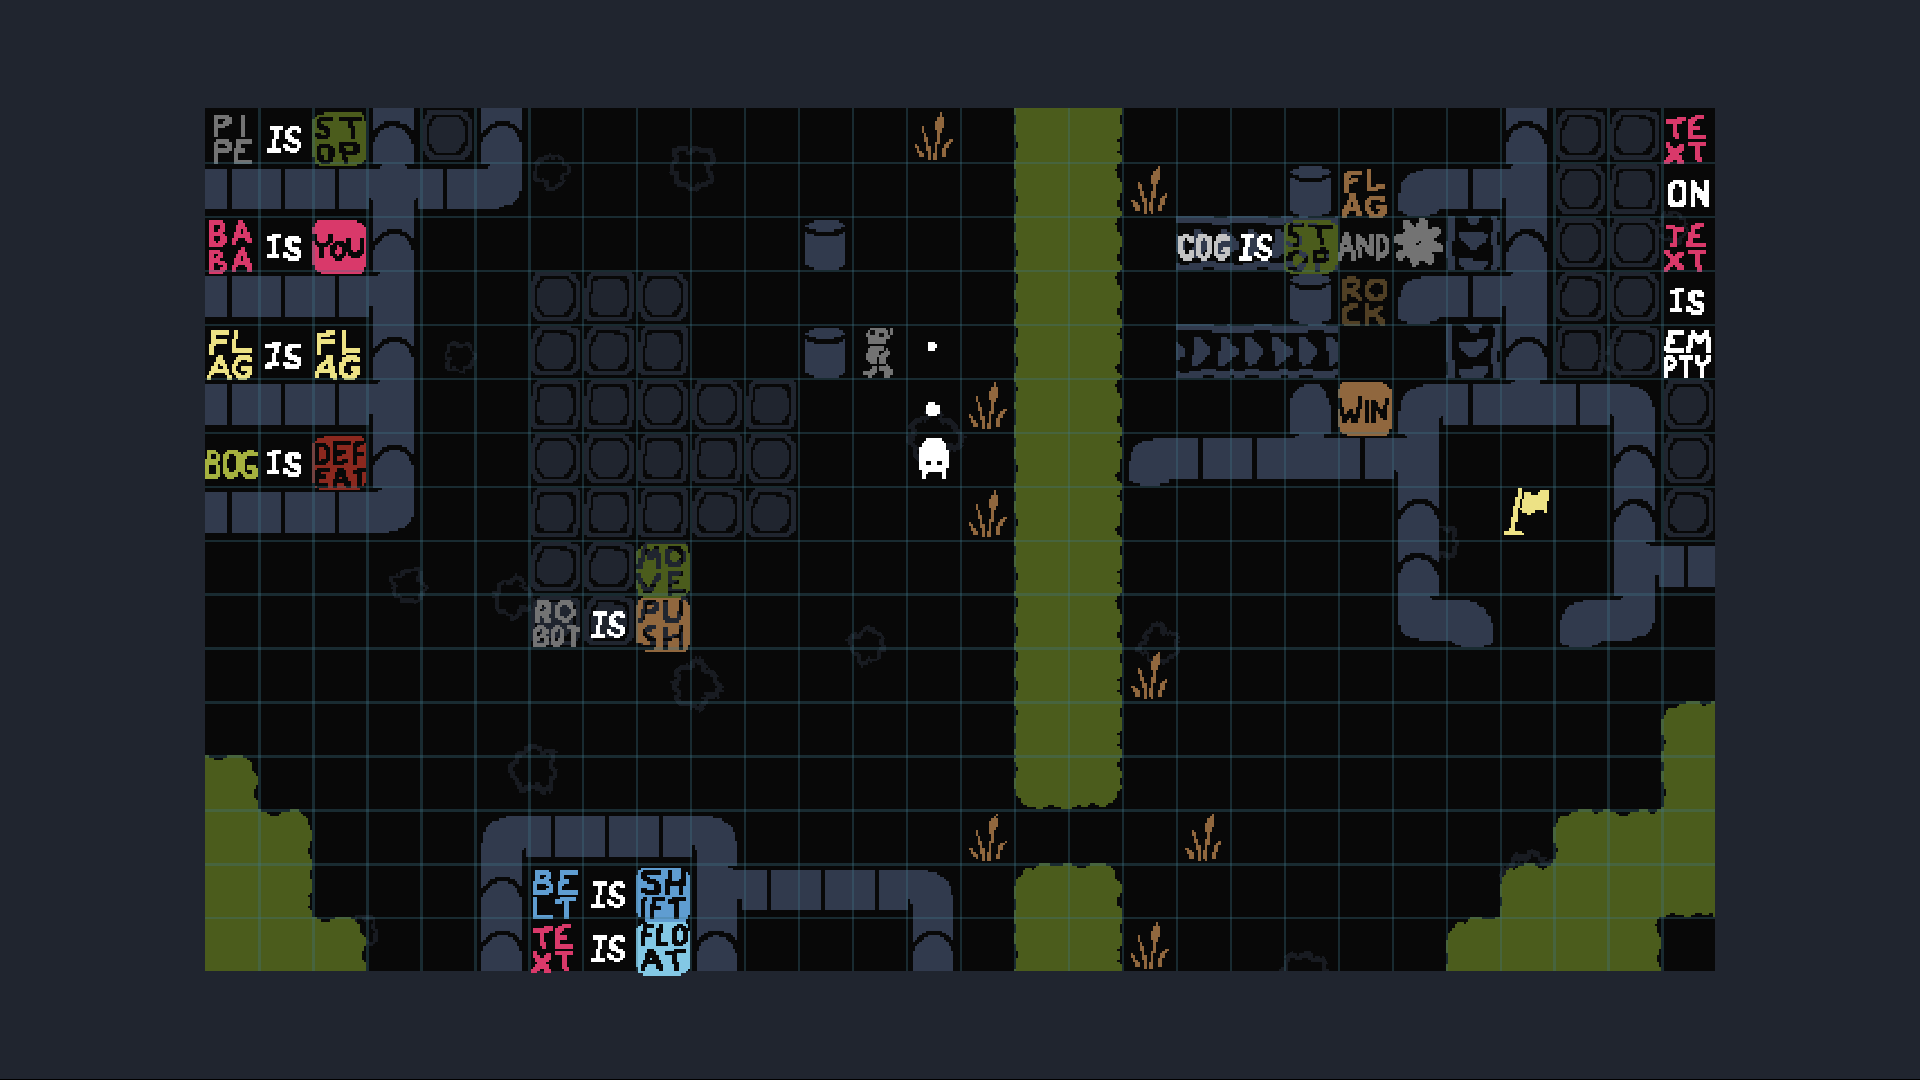 PIPE IS STOP
TEXT
FLAG
ON
BABA IS YOU
COG IS STOP AND
TEXT
ROCK
IS
FLAG IS FLAG
EMPTY
WIN
BOG IS DEFEAT
MOVE
ROBOT IS PUSH
BELT IS SHIFT
TEXT IS FLOAT